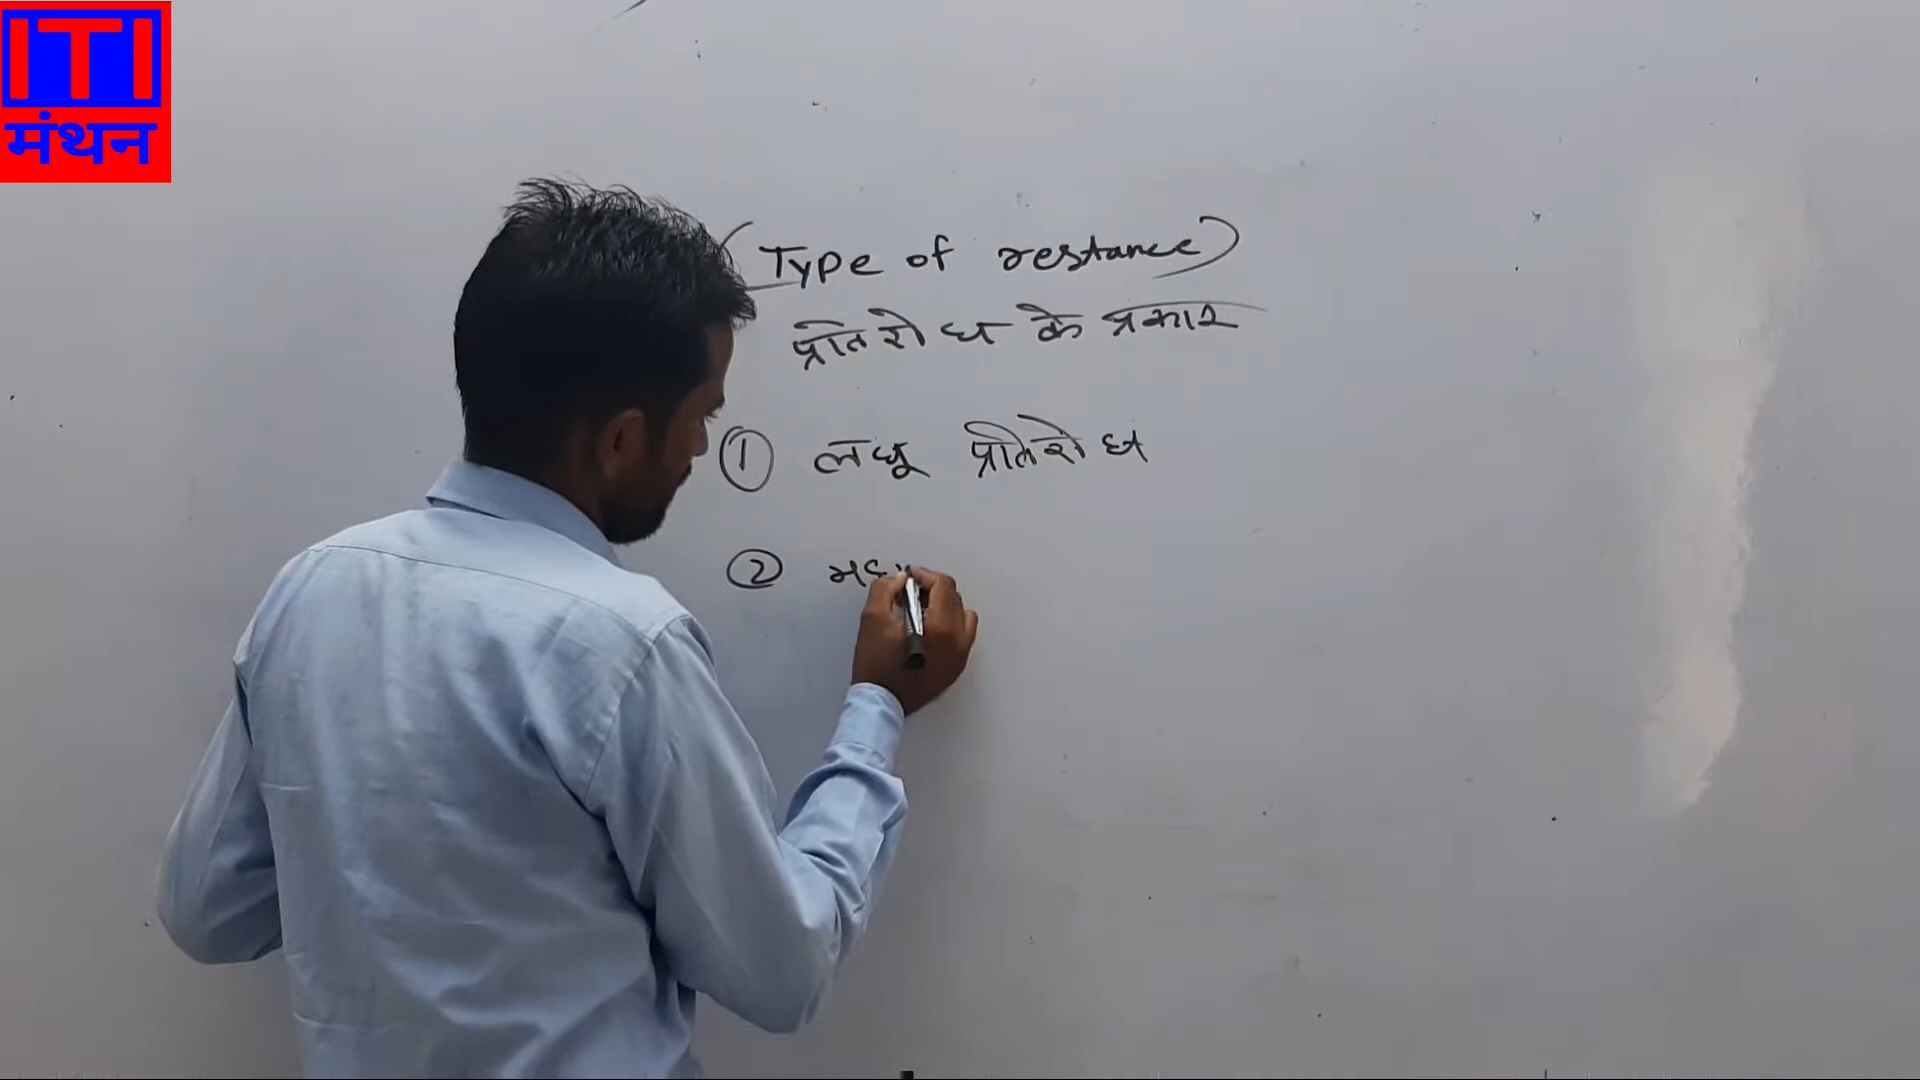 ITI
मंथन
(Type of restance)
प्रतिरोध के प्रकार
① लघू प्रतिरोध
②